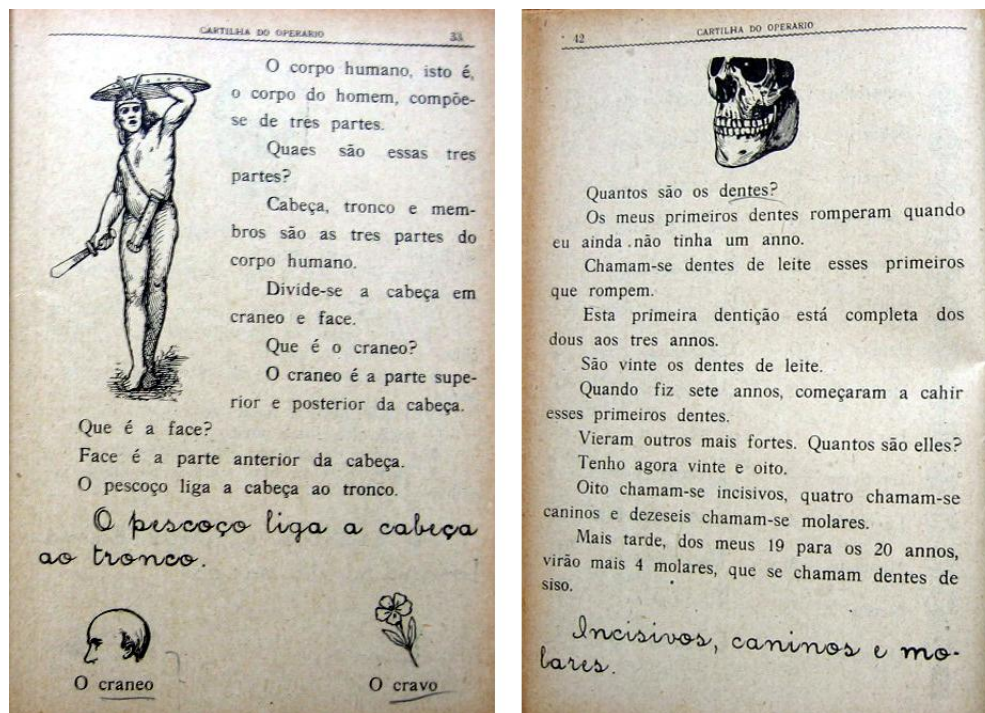 CARTILHA DO OPERARIO 33
O corpo humano, isto é,
o corpo do homem, compõe-
se de tres partes.
Quaes são essas tres
partes?
Cabeça, tronco e mem-
bros são as tres partes do
corpo humano.
Divide-se a cabeça em
craneo e face.
Que é o craneo?
O craneo é a parte supe-
rior e posterior da cabeça.
Que é a face?
Face é a parte anterior da cabeça.
O pescoço liga a cabeça ao tronco.
O pescoço liga a cabeça
ao tronco.
O craneo
O cravo
42 CARTILHA DO OPERARIO
Quantos são os dentes?
Os meus primeiros dentes romperam quando
eu ainda não tinha um anno.
Chamam-se dentes de leite esses primeiros
que rompem.
Esta primeira dentição está completa dos
dous aos tres annos.
São vinte os dentes de leite.
Quando fiz sete annos, começaram a cahir
esses primeiros dentes.
Vieram outros mais fortes. Quantos são elles?
Tenho agora vinte e oito.
Oito chamam-se incisivos, quatro chamam-se
caninos e dezeseis chamam-se molares.
Mais tarde, dos meus 19 para os 20 annos,
virão mais 4 molares, que se chamam dentes de
siso.
Incisivos, caninos e mo-
lares.